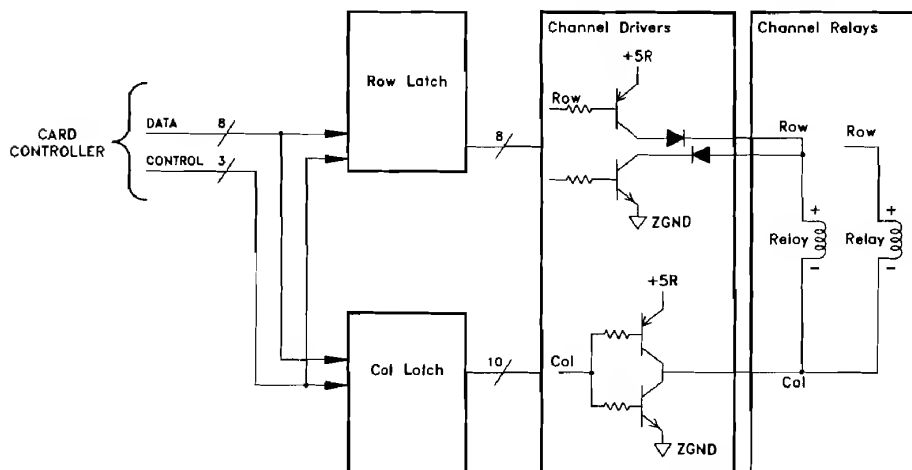 Channel Drivers
Channel Relays
+5R
Row Latch
Row
Row
Row
CARD
CONTROLLER
DATA
8
CONTROL
3
8
ZGND
+
+
Relay
Relay
-
-
+5R
Col Latch
10
Col
Col
ZGND